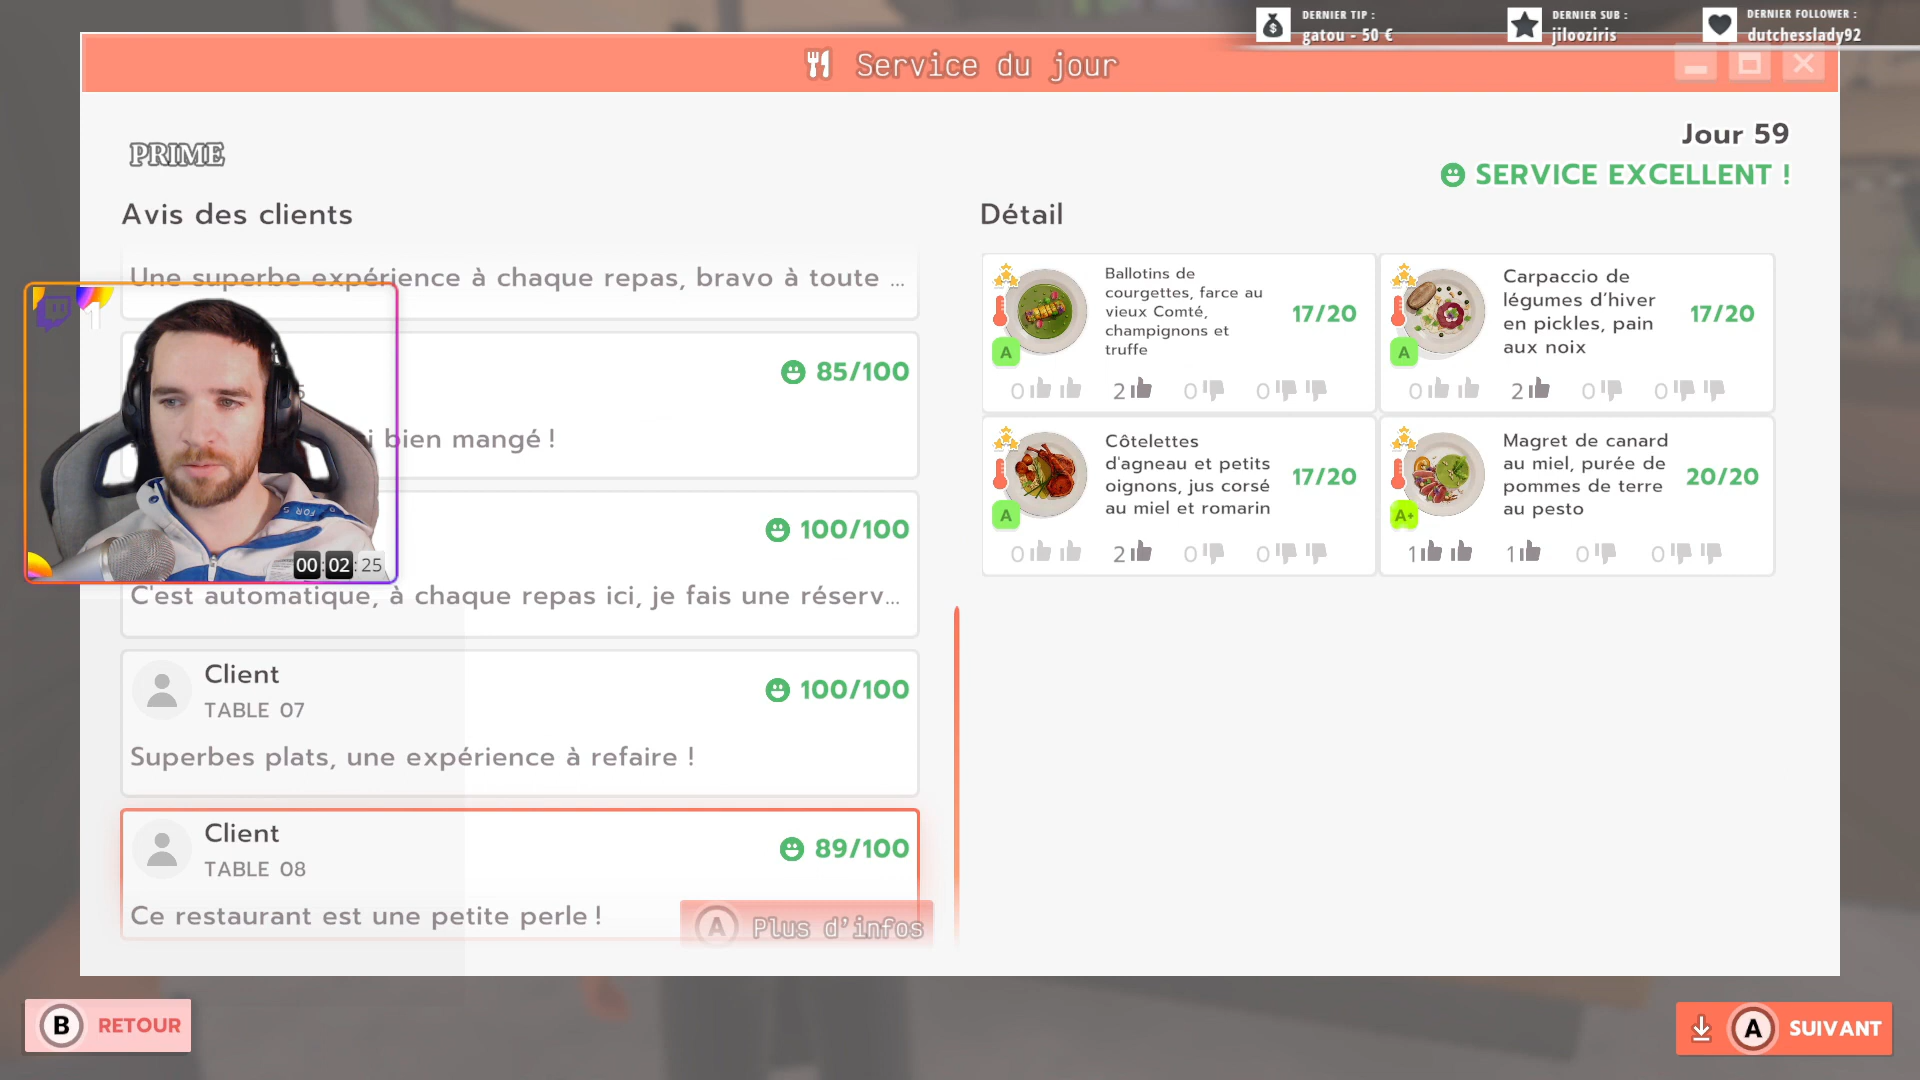 DERNIER TIP :
gatou - 50 €
DERNIER SUB :
jilooziris
DERNIER FOLLOWER :
dutchesslady92
Service du jour
PRIME
Jour 59
SERVICE EXCELLENT !
Avis des clients
Une superbe expérience à chaque repas, bravo à toute ...
85/100
i bien mangé !
100/100
C'est automatique, à chaque repas ici, je fais une réserv...
Client
TABLE 07
100/100
Superbes plats, une expérience à refaire !
Client
TABLE 08
89/100
Ce restaurant est une petite perle !
A Plus d'infos
1
00:02:25
Détail
Ballotins de
courgettes, farce au
vieux Comté,
champignons et
truffe
17/20
A
0 2 0 0
Carpaccio de
légumes d'hiver
en pickles, pain
aux noix
17/20
A
0 2 0 0
Côtelettes
d'agneau et petits
oignons, jus corsé
au miel et romarin
17/20
A
0 2 0 0
Magret de canard
au miel, purée de
pommes de terre
au pesto
20/20
A+
1 1 0 0
B RETOUR
A SUIVANT